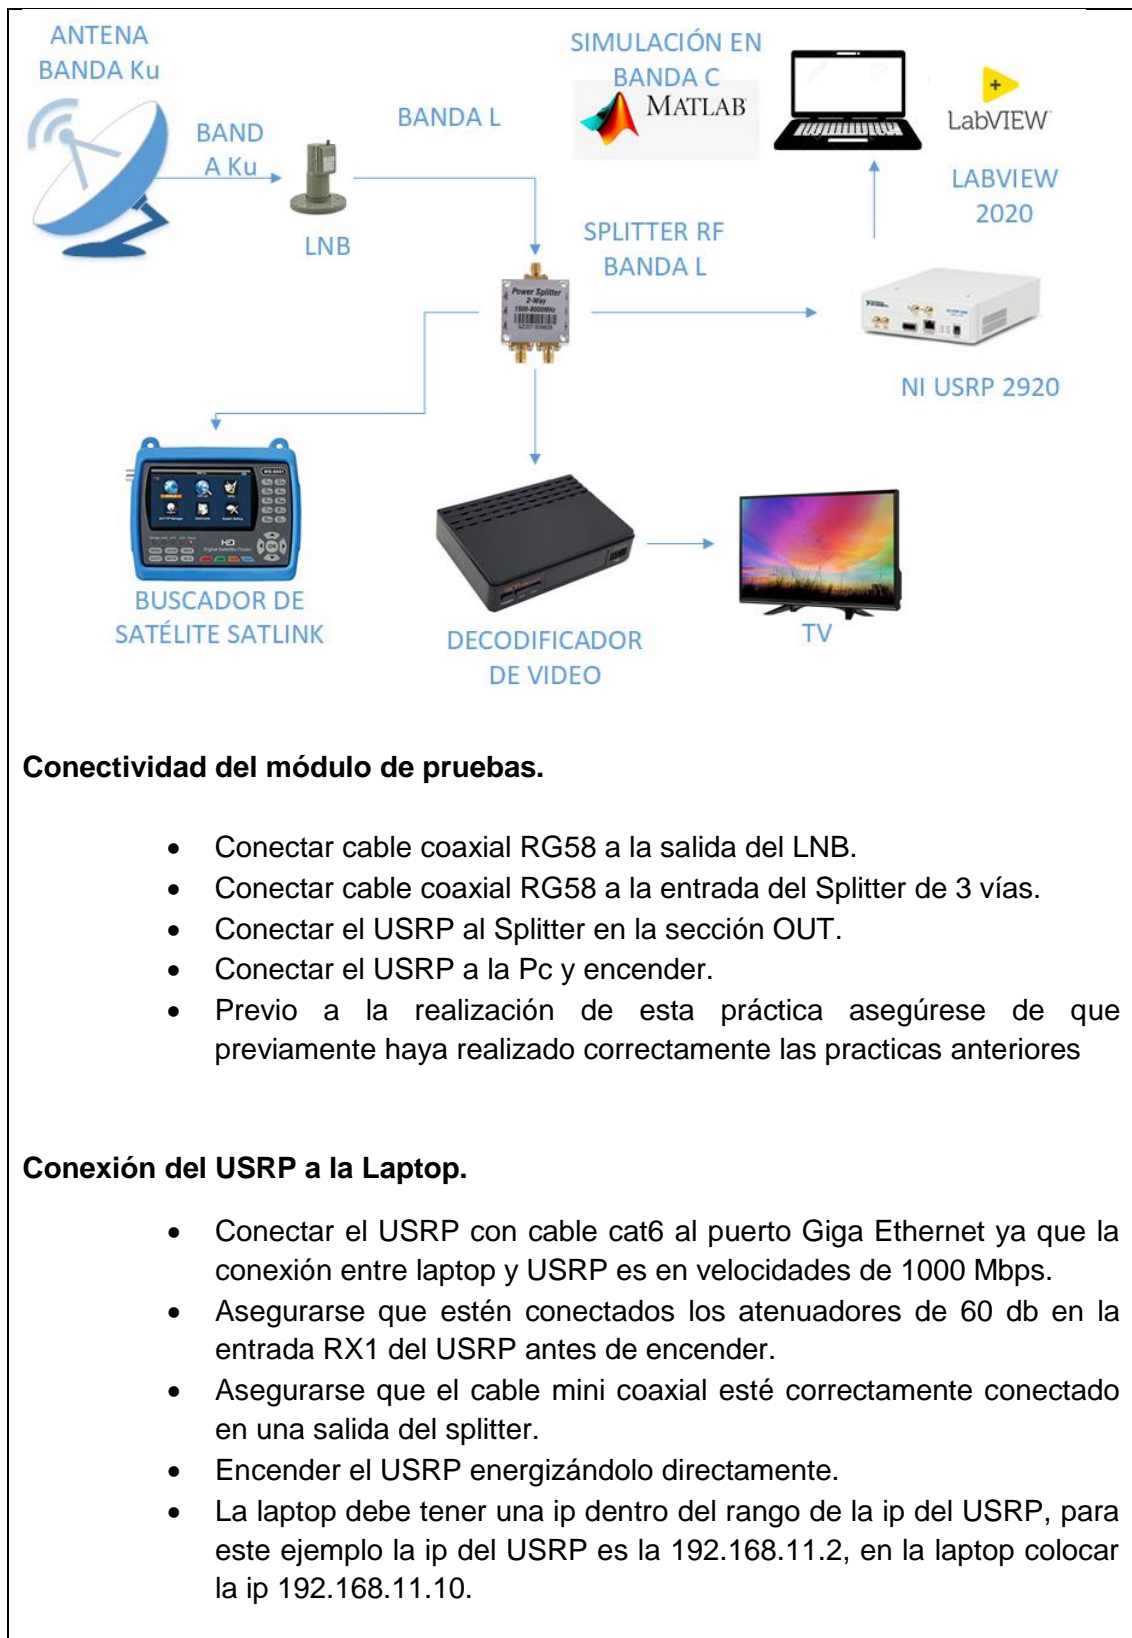 ANTENA
BANDA Ku
BAND
A Ku
LNB
BANDA L
SIMULACIÓN EN
BANDA C
MATLAB
LabVIEW
LABVIEW
2020
SPLITTER RF
BANDA L
Power Splitter
2-Way
1500-8000MHz
NI USRP 2920
HD
Digital Satellite Finder
BUSCADOR DE
SATÉLITE SATLINK
DECODIFICADOR
DE VIDEO
TV
Conectividad del módulo de pruebas.
• Conectar cable coaxial RG58 a la salida del LNB.
• Conectar cable coaxial RG58 a la entrada del Splitter de 3 vías.
• Conectar el USRP al Splitter en la sección OUT.
• Conectar el USRP a la Pc y encender.
• Previo a la realización de esta práctica asegúrese de que
previamente haya realizado correctamente las practicas anteriores
Conexión del USRP a la Laptop.
• Conectar el USRP con cable cat6 al puerto Giga Ethernet ya que la
conexión entre laptop y USRP es en velocidades de 1000 Mbps.
• Asegurarse que estén conectados los atenuadores de 60 db en la
entrada RX1 del USRP antes de encender.
• Asegurarse que el cable mini coaxial esté correctamente conectado
en una salida del splitter.
• Encender el USRP energizándolo directamente.
• La laptop debe tener una ip dentro del rango de la ip del USRP, para
este ejemplo la ip del USRP es la 192.168.11.2, en la laptop colocar
la ip 192.168.11.10.